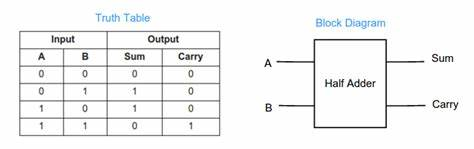 Truth Table
Input Output
A B Sum Carry
0 0 0 0
0 1 1 0
1 0 1 0
1 1 0 1
Block Diagram
A Sum
Half Adder
B Carry